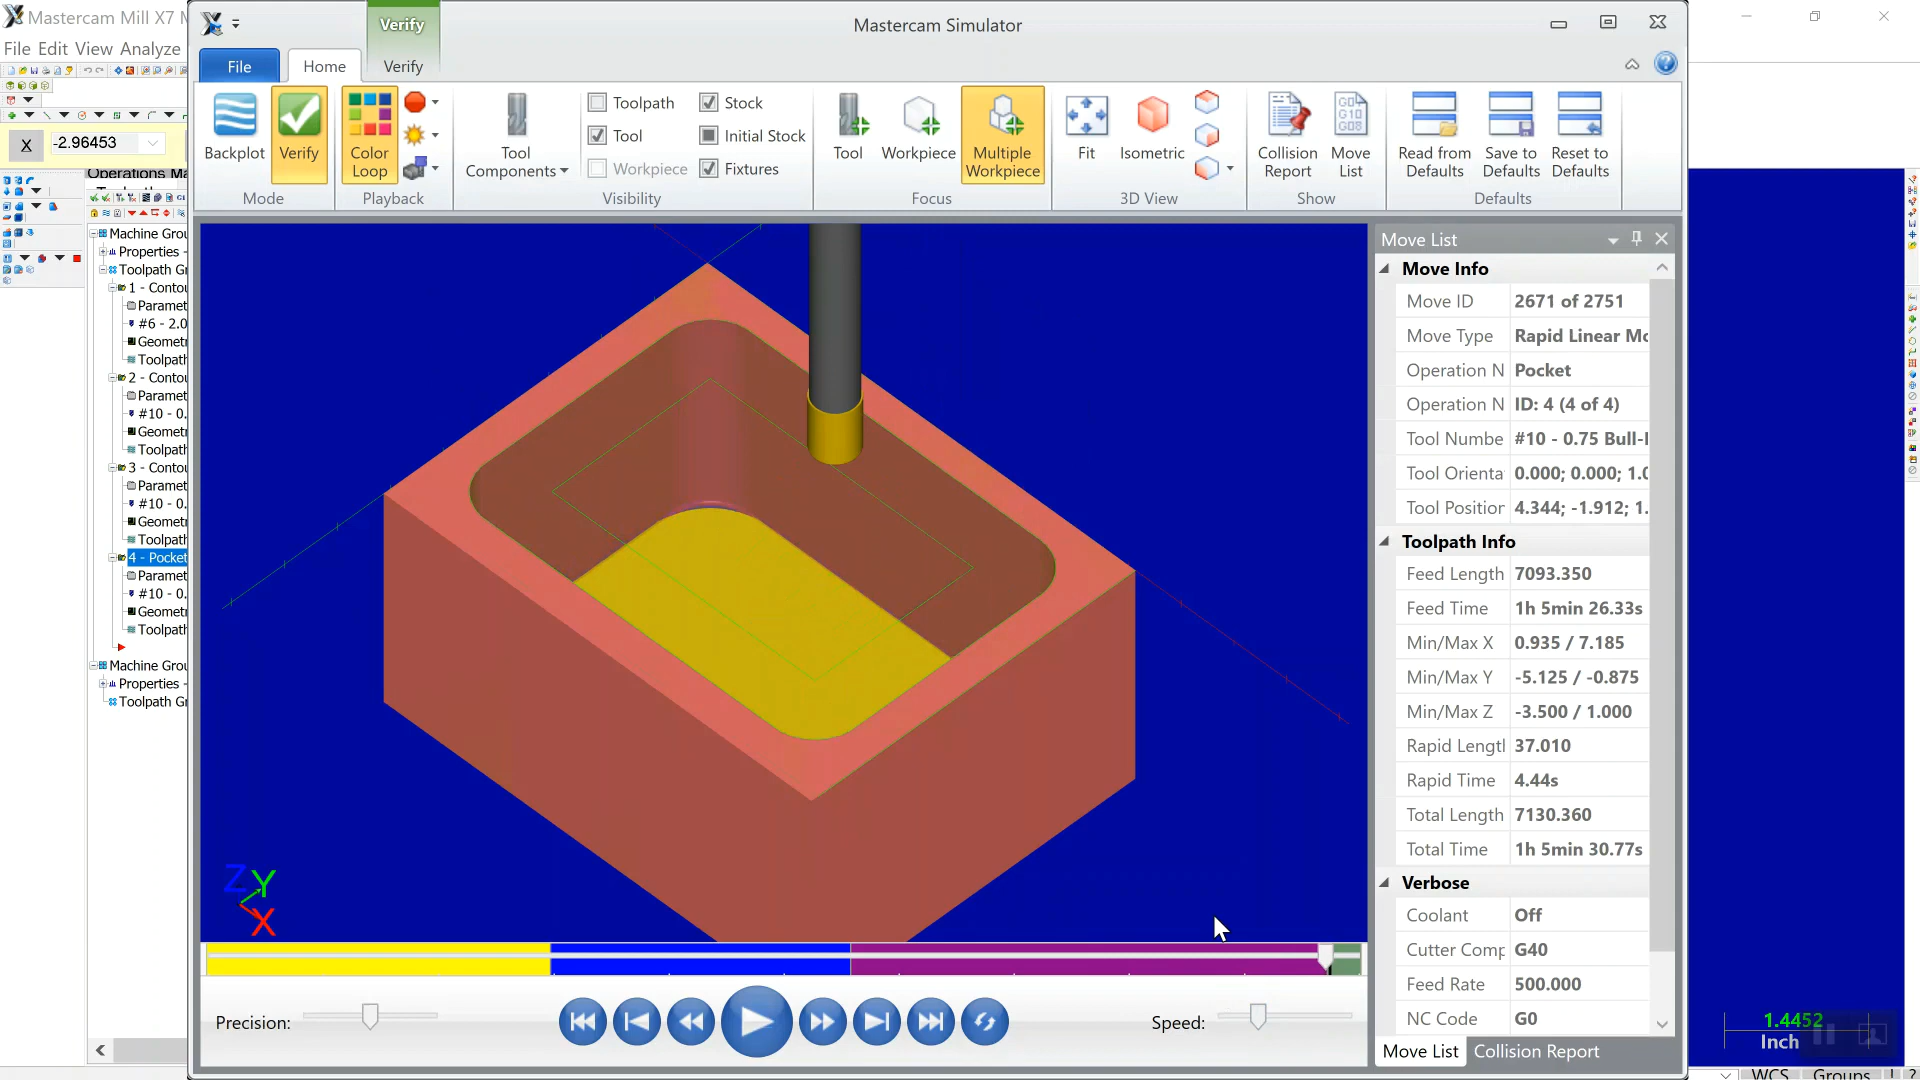 Mastercam Mill X7 M
File Edit View Analyze
X -2.96453
Operations Ma
Machine Grou
Properties -
Toolpath Gr
1 - Contou
Paramet
#6 - 2.0
Geometr
Toolpath
2 - Contou
Paramet
#10 - 0.
Geometr
Toolpath
3 - Contou
Paramet
#10 - 0.
Geometr
Toolpath
4 - Pocket
Paramet
#10 - 0.
Geometr
Toolpath
Machine Grou
Properties -
Toolpath Gr
Verify
Mastercam Simulator
File Home Verify
Backplot
Verify
Mode
Color Loop
Playback
Tool Components
Toolpath
Tool
Workpiece
Stock
Initial Stock
Fixtures
Visibility
Tool
Workpiece
Multiple Workpiece
Focus
Fit
Isometric
3D View
Collision Report
G0
G10
G08
Move List
Show
Read from Defaults
Save to Defaults
Reset to Defaults
Defaults
Z Y
X
Precision:
Speed:
Move List
Move Info
Move ID 2671 of 2751
Move Type Rapid Linear Mo
Operation N Pocket
Operation N ID: 4 (4 of 4)
Tool Numbe #10 - 0.75 Bull-
Tool Orienta 0.000; 0.000; 1.0
Tool Position 4.344; -1.912; 1.
Toolpath Info
Feed Length 7093.350
Feed Time 1h 5min 26.33s
Min/Max X 0.935 / 7.185
Min/Max Y -5.125 / -0.875
Min/Max Z -3.500 / 1.000
Rapid Lengt 37.010
Rapid Time 4.44s
Total Length 7130.360
Total Time 1h 5min 30.77s
Verbose
Coolant Off
Cutter Comp G40
Feed Rate 500.000
NC Code G0
Move List Collision Report
1.4452
Inch
WCS Groups ! ?